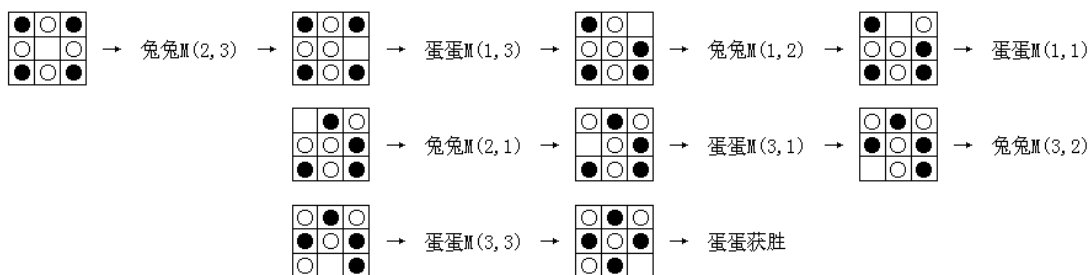 兔兔M(2,3) 蛋蛋M(1,3) 兔兔M(1,2) 蛋蛋M(1,1)
兔兔M(2,1) 蛋蛋M(3,1) 兔兔M(3,2)
蛋蛋M(3,3) 蛋蛋获胜